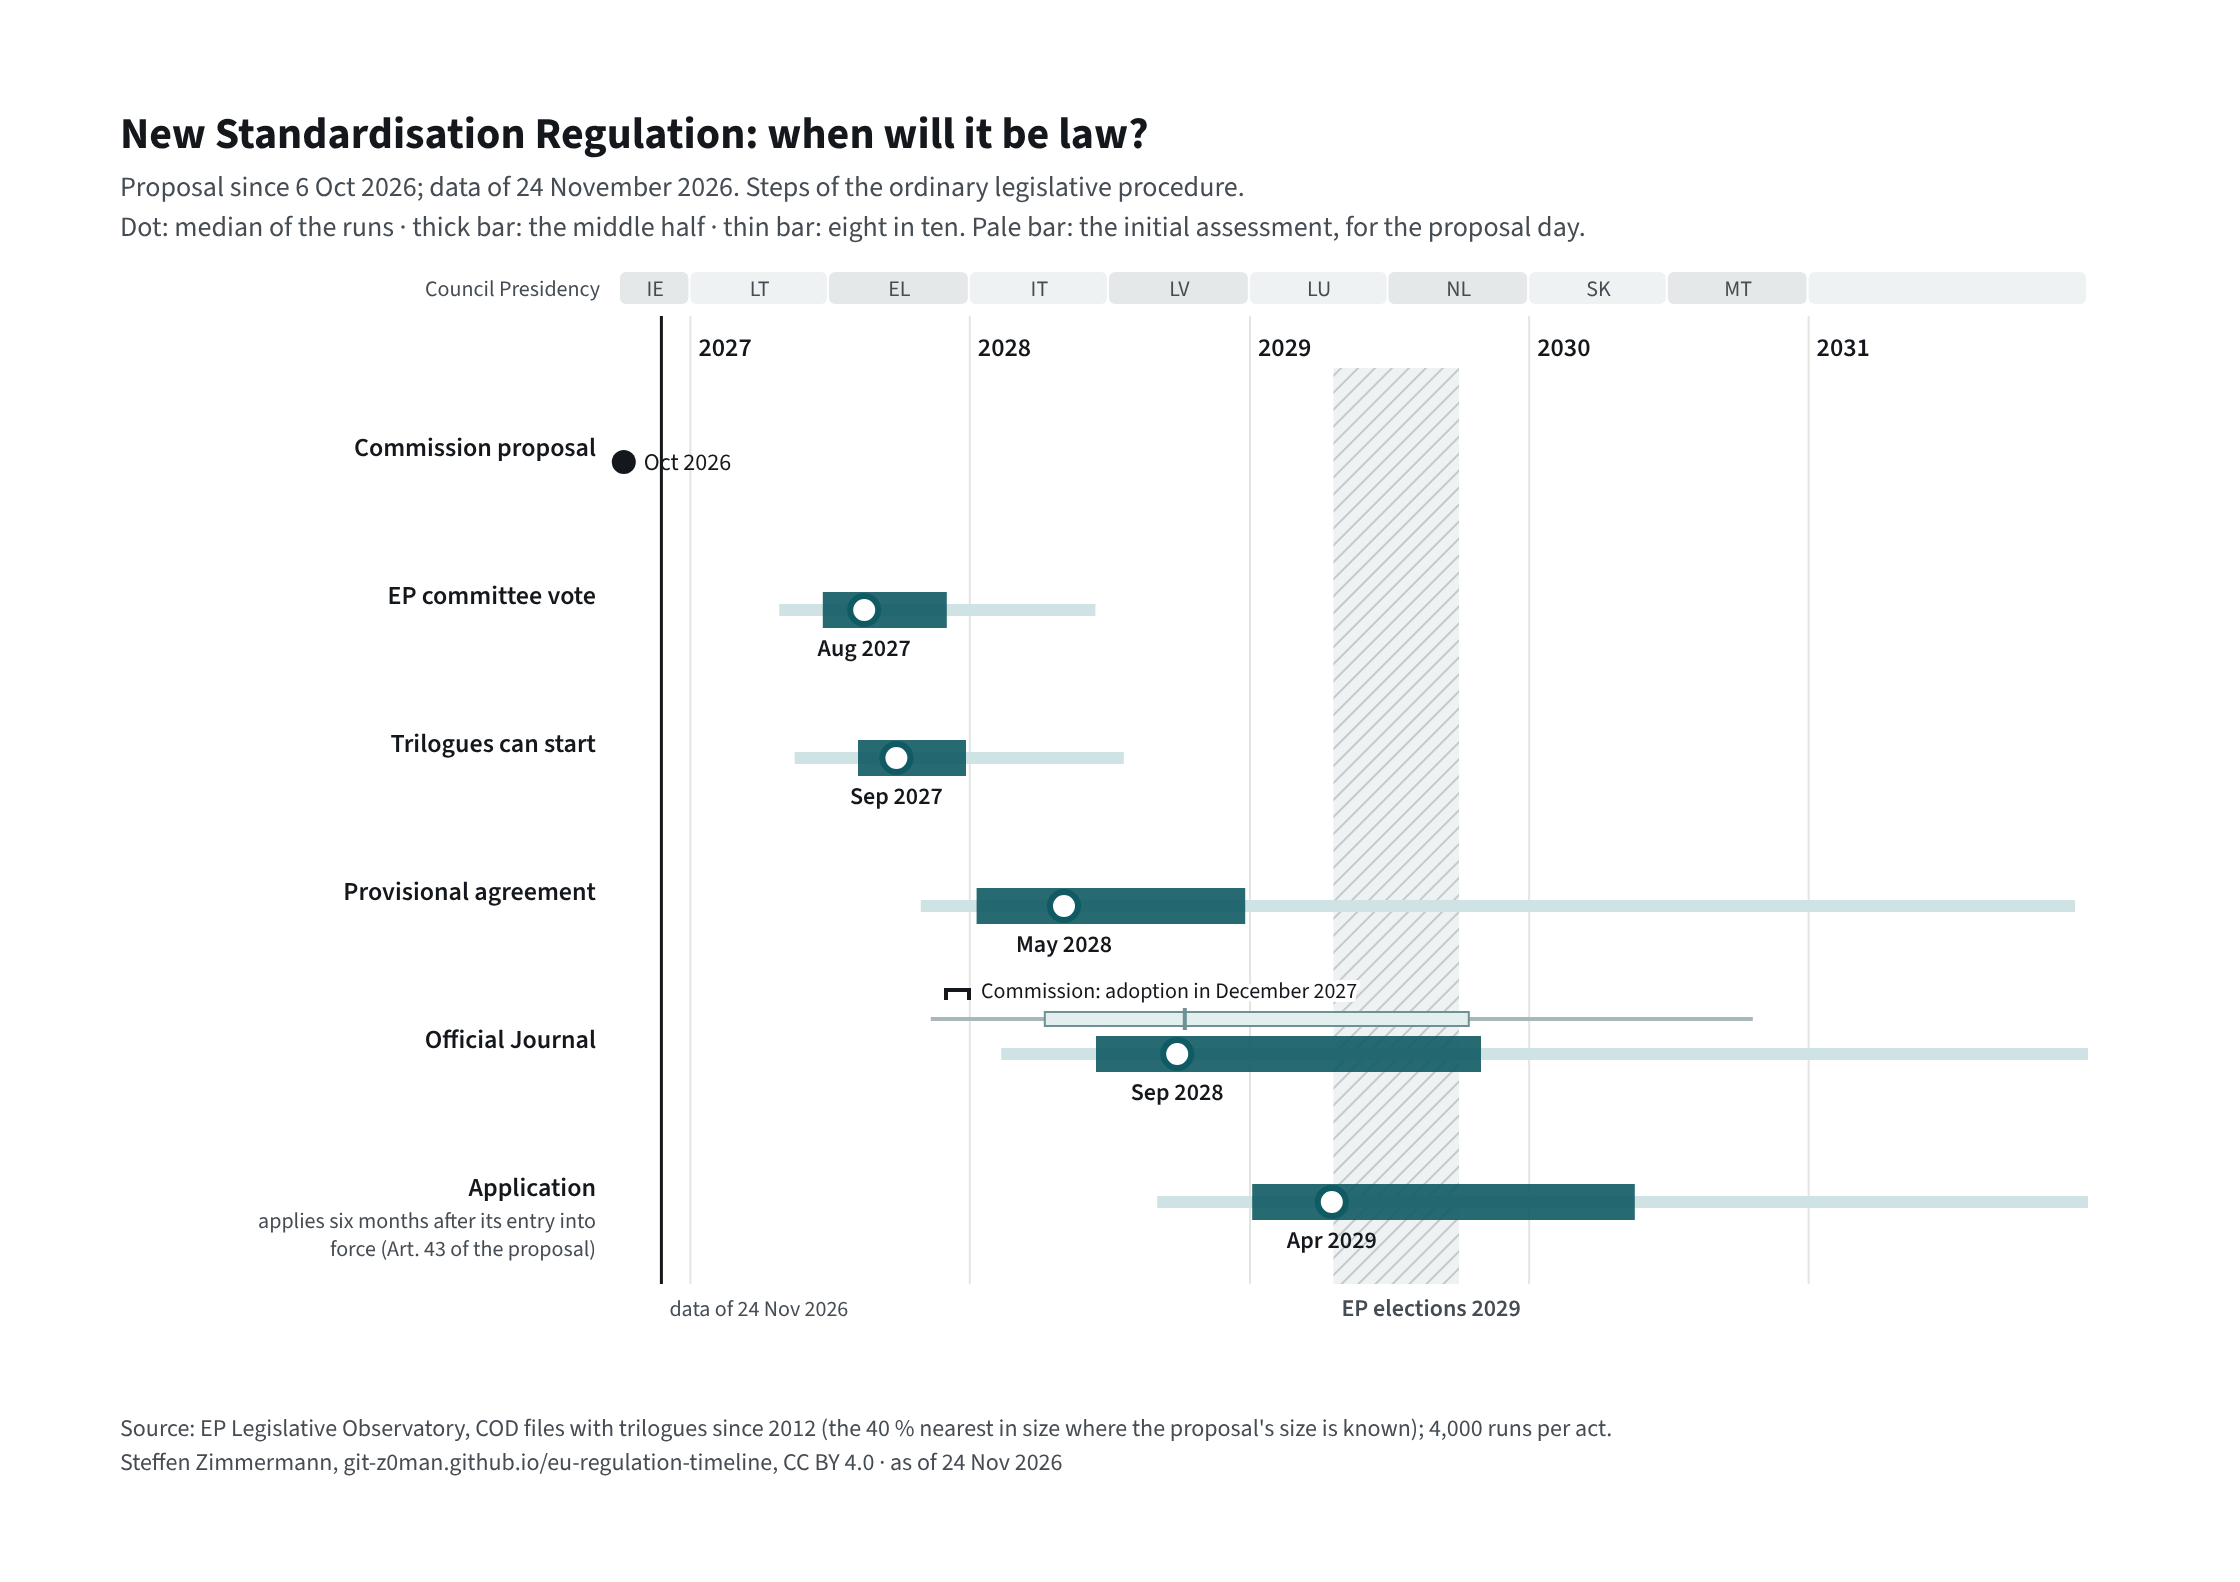 New Standardisation Regulation: when will it be law?
Proposal since 6 Oct 2026; data of 24 November 2026. Steps of the ordinary legislative procedure.
Dot: median of the runs · thick bar: the middle half · thin bar: eight in ten. Pale bar: the initial assessment, for the proposal day.
Council Presidency IE LT EL IT LV LU NL SK MT
2027 2028 2029 2030 2031
Commission proposal
Oct 2026
EP committee vote
Aug 2027
Trilogues can start
Sep 2027
Provisional agreement
May 2028
Commission: adoption in December 2027
Official Journal
Sep 2028
Application
applies six months after its entry into
force (Art. 43 of the proposal)
Apr 2029
data of 24 Nov 2026 EP elections 2029
Source: EP Legislative Observatory, COD files with trilogues since 2012 (the 40 % nearest in size where the proposal's size is known); 4,000 runs per act.
Steffen Zimmermann, git-z0man.github.io/eu-regulation-timeline, CC BY 4.0 · as of 24 Nov 2026